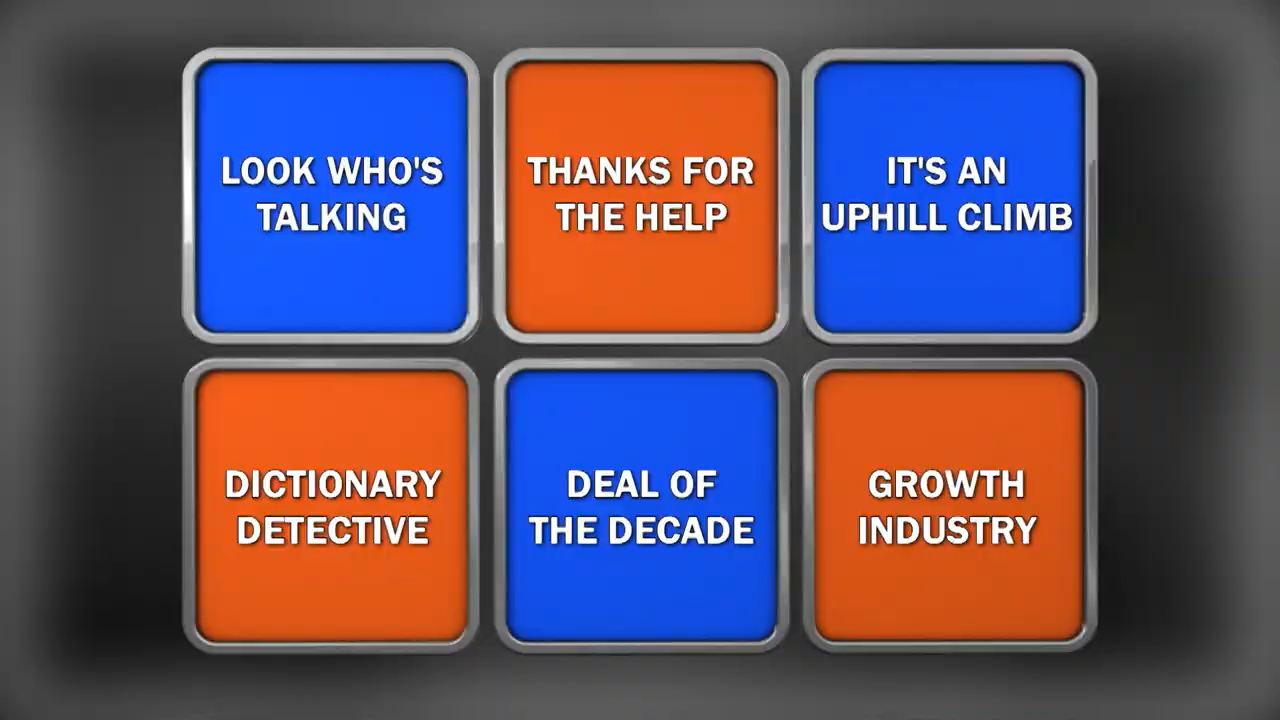 LOOK WHO'S
TALKING
THANKS FOR
THE HELP
IT'S AN
UPHILL CLIMB
DICTIONARY
DETECTIVE
DEAL OF
THE DECADE
GROWTH
INDUSTRY